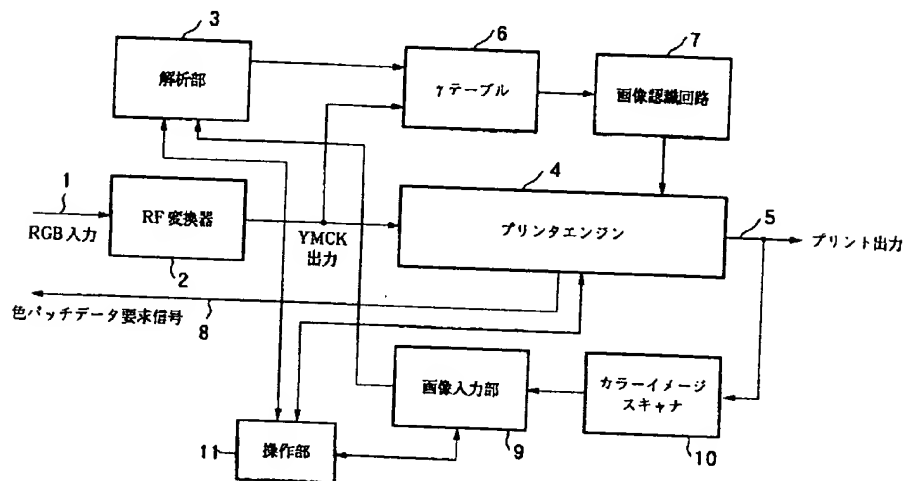 3
解析部
6
γテーブル
7
画像認識回路
1
RGB入力
RF変換器
2
YMCK
出力
4
プリンタエンジン
5
プリント出力
色パッチデータ要来信号
8
画像入力部
9
カラーイメージ
スキャナ
10
11
操作部